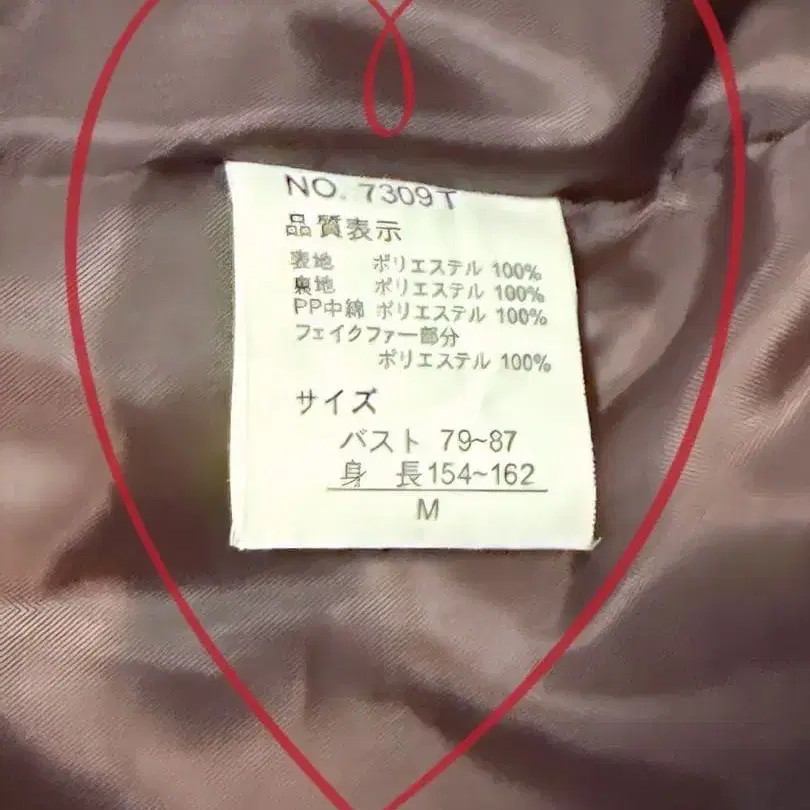 NO. 7309T
品質表示
表地 ポリエステル 100%
裏地 ポリエステル 100%
PP中綿 ポリエステル 100%
フェイクファー部分
ポリエステル 100%
サイズ
バスト 79~87
身 長 154~162
M